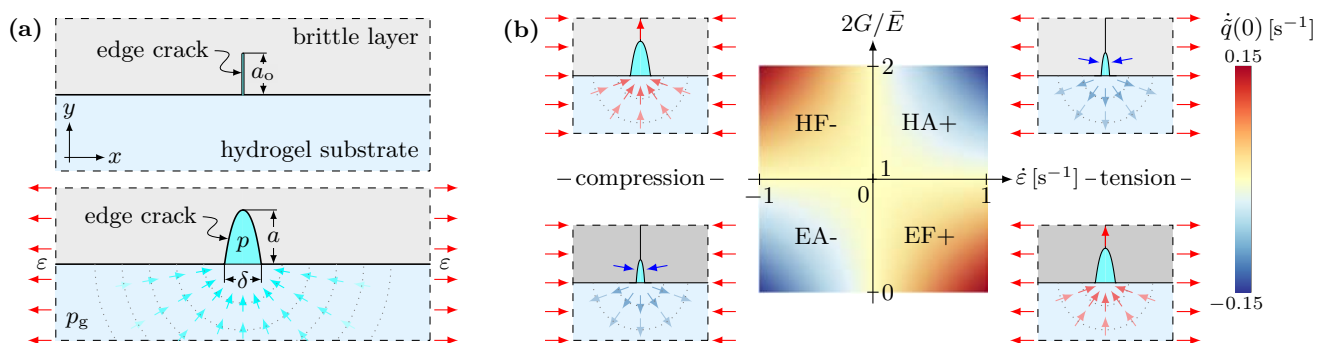 (a)
brittle layer
edge crack
aₒ
y
x
hydrogel substrate
edge crack
p
a
ε
ε
δ
p_g
(b)
2G/Ē
2
HF-
HA+
1
–compression–
−1
0
1
ε̇ [s⁻¹]
–tension–
EA-
EF+
0
q̇(0) [s⁻¹]
0.15
−0.15